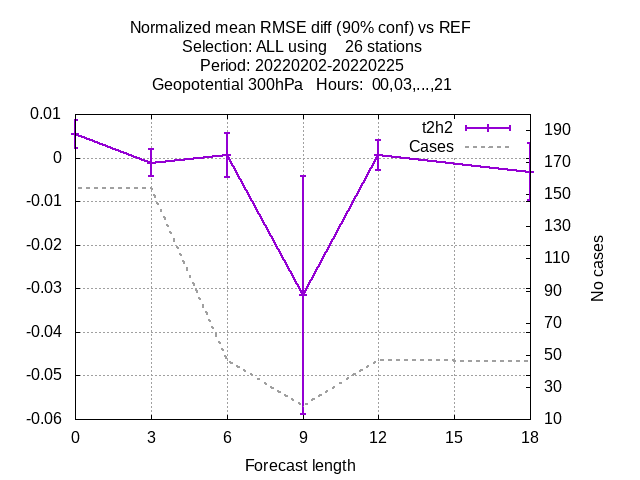 Normalized mean RMSE diff (90% conf) vs REF
Selection: ALL using    26 stations
Period: 20220202-20220225
Geopotential 300hPa   Hours:  00,03,...,21
t2h2
Cases
0.01
0
-0.01
-0.02
-0.03
-0.04
-0.05
-0.06
190
170
150
130
110
90
70
50
30
10
No cases
0 3 6 9 12 15 18
Forecast length